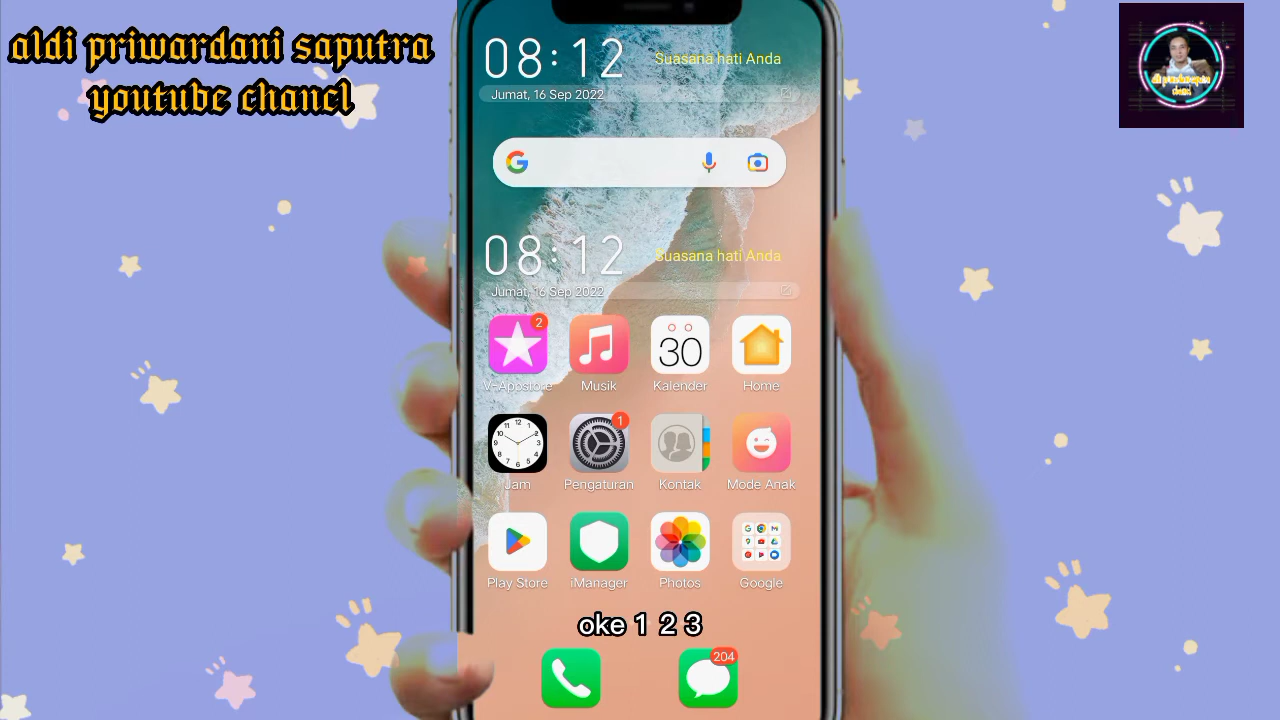 aldi priwardani saputra
youtube chancl
08:12
Suasana hati Anda
Jumat, 16 Sep 2022
08:12
Suasana hati Anda
Jumat, 16 Sep 2022
2
V-Appstore
Musik
30
Kalender
Home
1
Jam
Pengaturan
Kontak
Mode Anak
Play Store
iManager
Photos
Google
oke 1 2 3
204